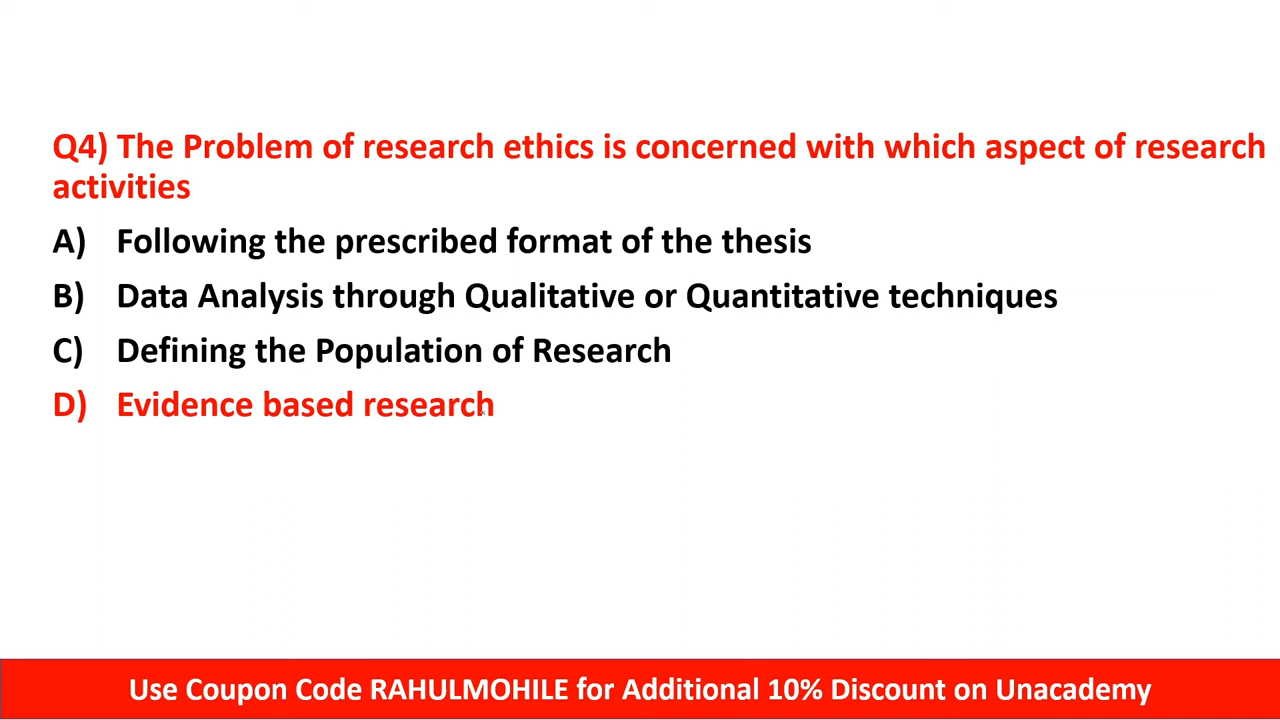 Q4) The Problem of research ethics is concerned with which aspect of research
activities
A) Following the prescribed format of the thesis
B) Data Analysis through Qualitative or Quantitative techniques
C) Defining the Population of Research
D) Evidence based research
Use Coupon Code RAHULMOHILE for Additional 10% Discount on Unacademy